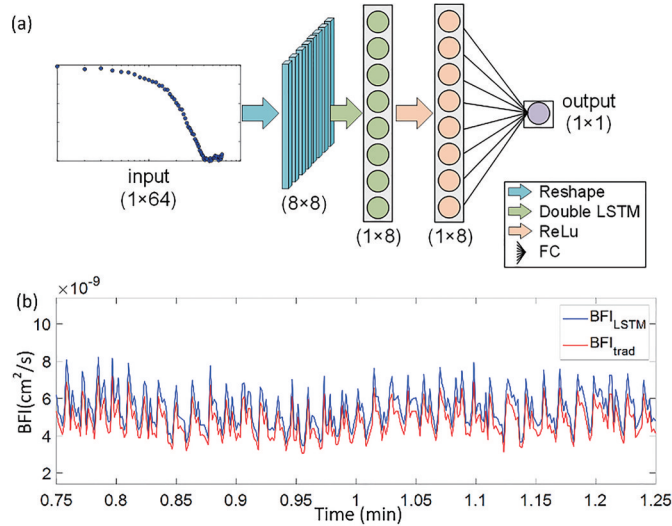 (a)
input
(1×64)
(8×8)
(1×8)
(1×8)
output
(1×1)
Reshape
Double LSTM
ReLu
FC
(b)
×10⁻⁹
BFI(cm²/s)
10
8
6
4
2
BFI_LSTM
BFI_trad
0.75 0.8 0.85 0.9 0.95 1 1.05 1.1 1.15 1.20 1.25
Time (min)